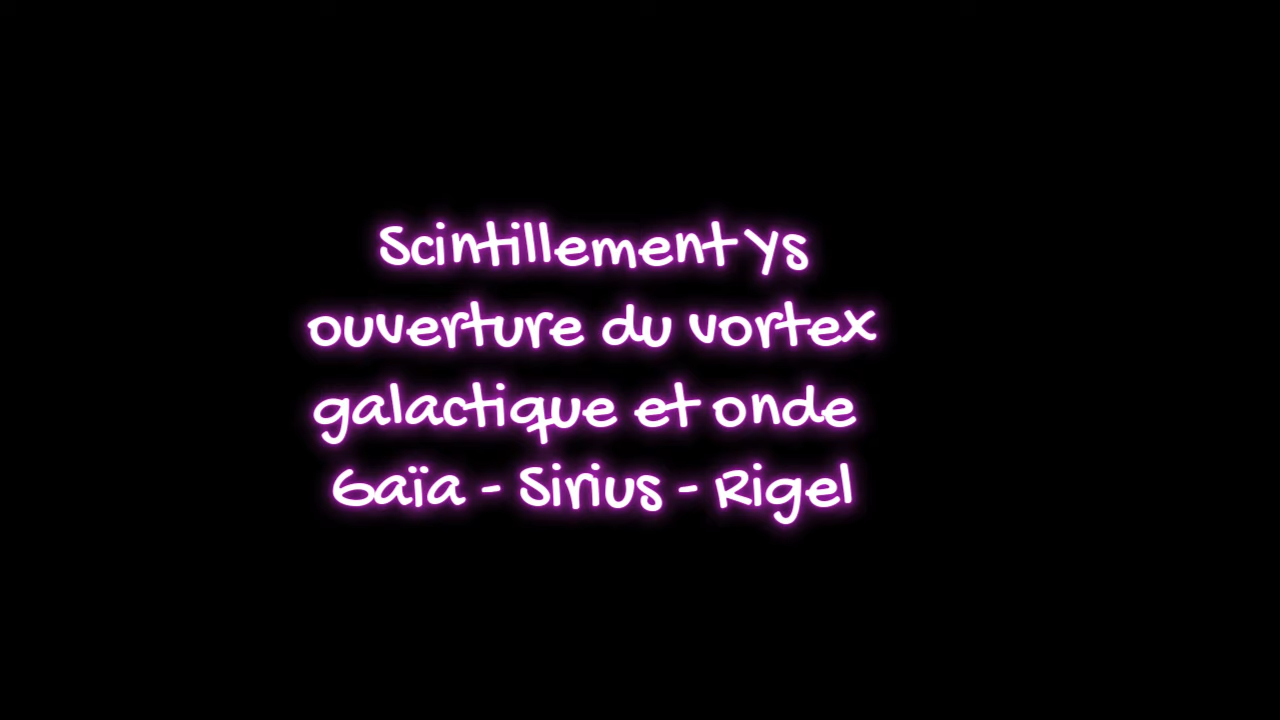 Scintillement Ys
ouverture du vortex
galactique et onde
Gaïa - Sirius - Rigel